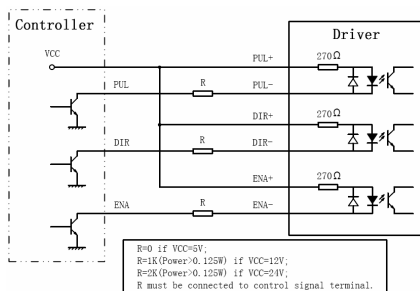 Controller
Driver
VCC
PUL+
270Ω
PUL
R
PUL-
DIR+
270Ω
DIR
R
DIR-
ENA+
270Ω
ENA
R
ENA-
R=0 if VCC=5V;
R=1K(Power>0.125W) if VCC=12V;
R=2K(Power>0.125W) if VCC=24V;
R must be connected to control signal terminal.